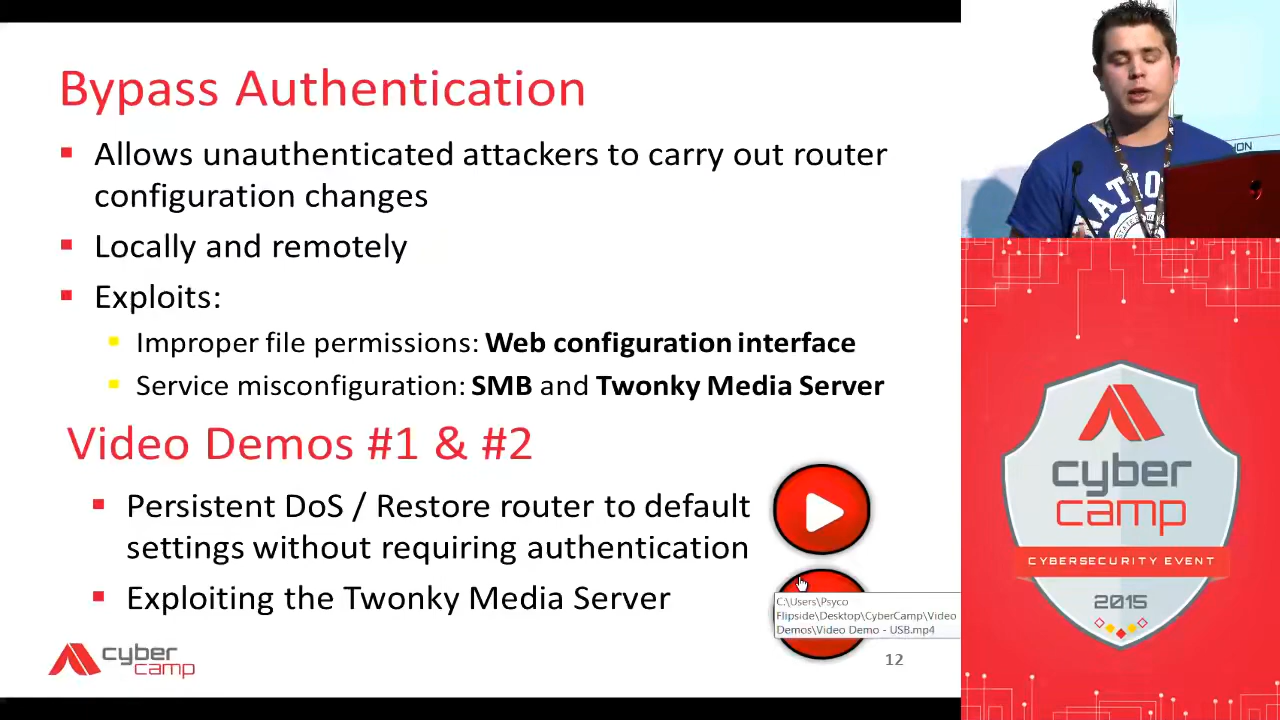 Bypass Authentication
Allows unauthenticated attackers to carry out router
configuration changes
Locally and remotely
Exploits:
Improper file permissions: Web configuration interface
Service misconfiguration: SMB and Twonky Media Server
Video Demos #1 & #2
Persistent DoS / Restore router to default
settings without requiring authentication
Exploiting the Twonky Media Server
C:\Users\Psyco
Flipside\Desktop\CyberCamp\Video
Demos\Video Demo - USB.mp4
cyber
camp
12
cyber
camp
CYBERSECURITY EVENT
2015